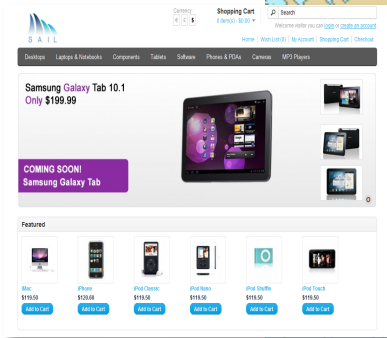 Currency
€ £ $
Shopping Cart
0 item(s) - $0.00
Search
Welcome visitor you can login or create an account.
Home Wish List (0) My Account Shopping Cart Checkout
SAIL
Desktops Laptops & Notebooks Components Tablets Software Phones & PDAs Cameras MP3 Players
Samsung Galaxy Tab 10.1
Only $199.99
COMING SOON!
Samsung Galaxy Tab
Featured
iMac iPhone iPod Classic iPod Nano iPod Shuffle iPod Touch
$119.50 $120.68 $119.50 $119.50 $119.50 $119.50
Add to Cart Add to Cart Add to Cart Add to Cart Add to Cart Add to Cart